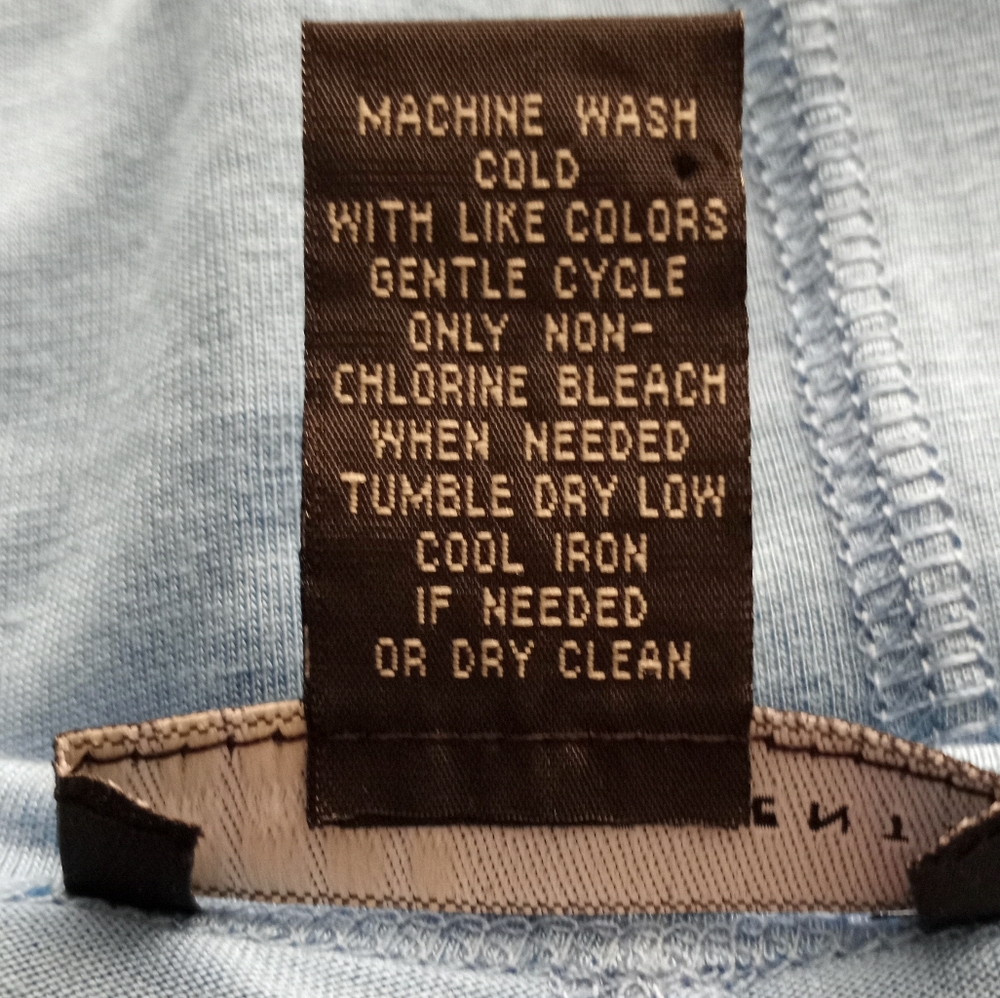 MACHINE WASH
COLD
WITH LIKE COLORS
GENTLE CYCLE
ONLY NON-
CHLORINE BLEACH
WHEN NEEDED
TUMBLE DRY LOW
COOL IRON
IF NEEDED
OR DRY CLEAN